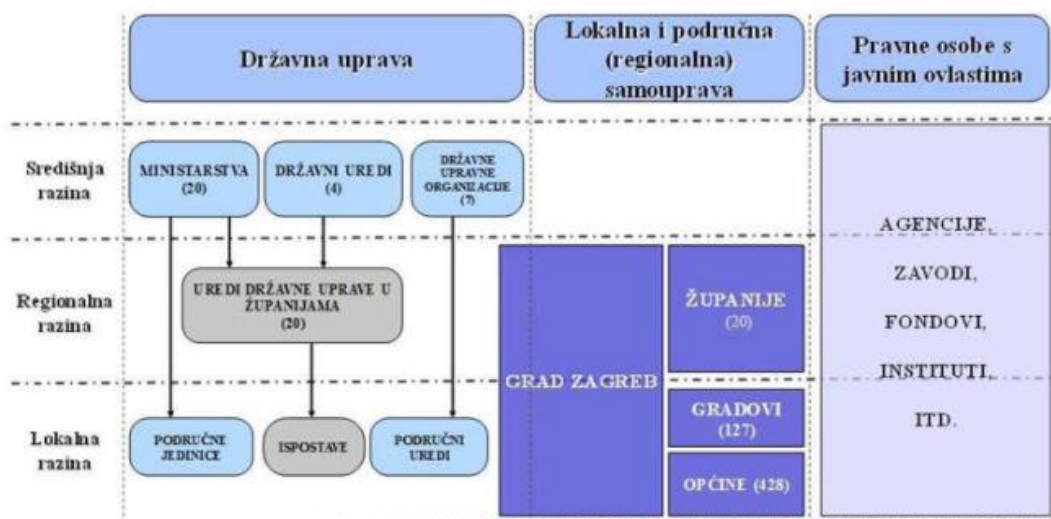 Državna uprava
Lokalna i područna
(regionalna)
samouprava
Pravne osobe s
javnim ovlastima
Središnja
razina
MINISTARSTVA
(20)
DRŽAVNI UREDI
(4)
DRŽAVNE
UPRAVNE
ORGANIZACIJE
(7)
Regionalna
razina
UREDI DRŽAVNE UPRAVE U
ŽUPANIJAMA
(20)
GRAD ZAGREB
ŽUPANIJE
(20)
Lokalna
razina
PODRUČNE
JEDINICE
ISPOSTAVE
PODRUČNI
UREDI
GRADOVI
(127)
OPĆINE (428)
AGENCIJE,
ZAVODI,
FONDOVI,
INSTITUTI,
ITD.